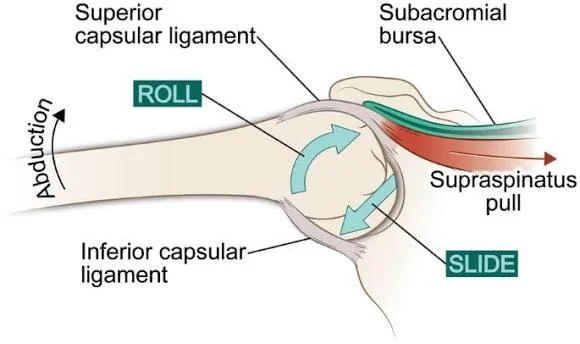 Superior
capsular ligament
Subacromial
bursa
ROLL
Abduction
Supraspinatus
pull
Inferior capsular
ligament
SLIDE